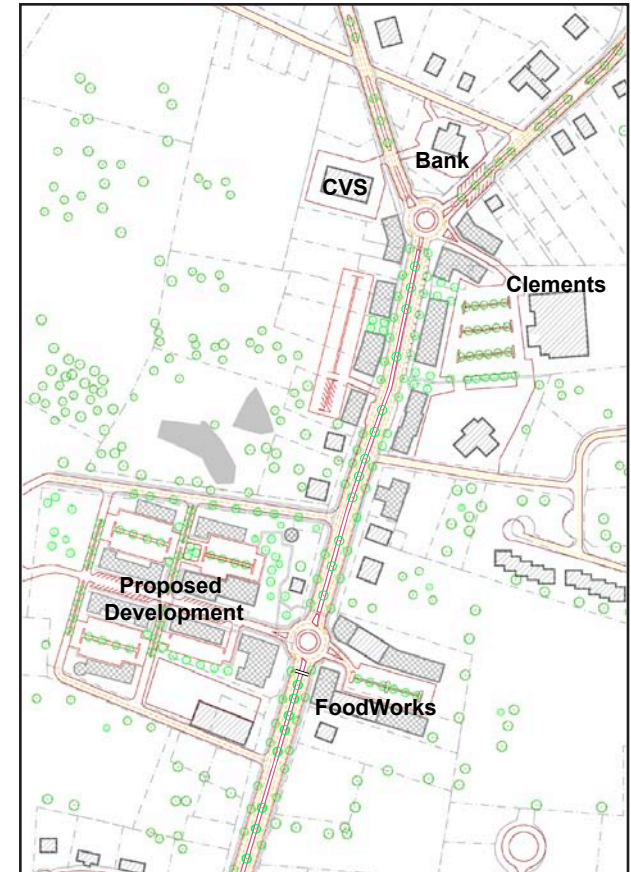 Bank
CVS
Clements
Proposed
Development
FoodWorks